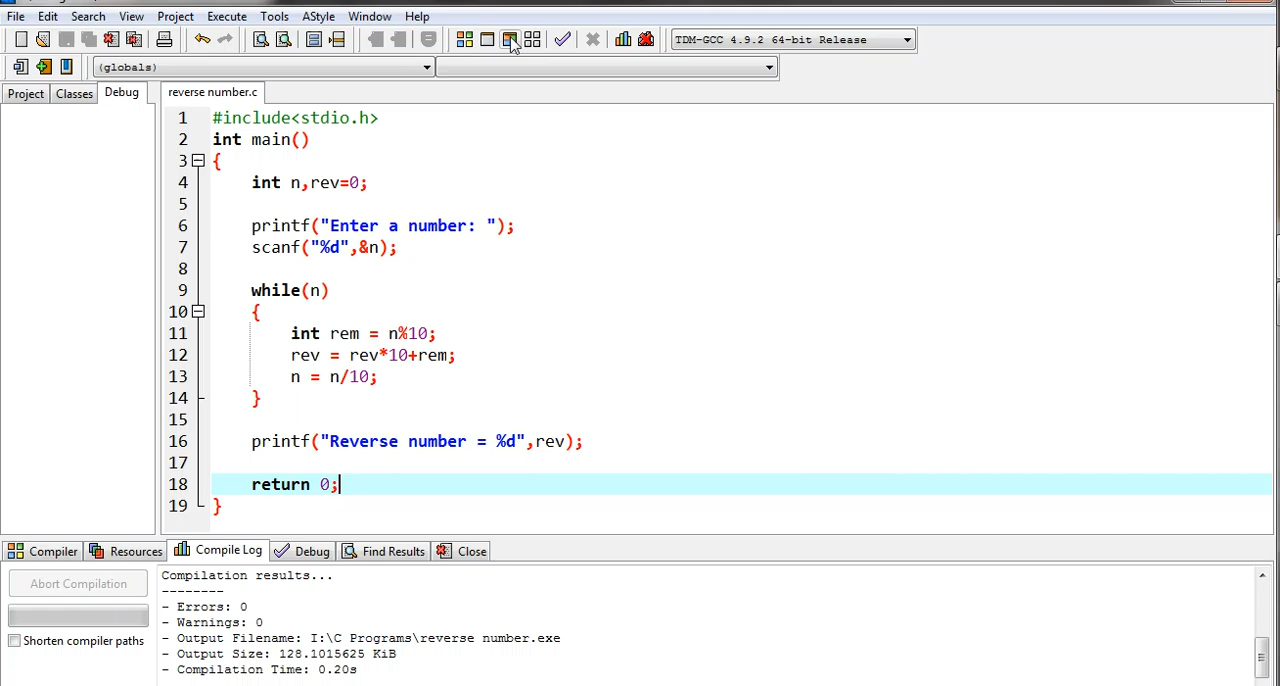 File Edit Search View Project Execute Tools AStyle Window Help
TDM-GCC 4.9.2 64-bit Release
(globals)
Project Classes Debug
reverse number.c
1 #include<stdio.h>
2 int main()
3 {
4 int n,rev=0;
5
6 printf("Enter a number: ");
7 scanf("%d",&n);
8
9 while(n)
10 {
11 int rem = n%10;
12 rev = rev*10+rem;
13 n = n/10;
14 }
15
16 printf("Reverse number = %d",rev);
17
18 return 0;
19 }
Compiler Resources Compile Log Debug Find Results Close
Abort Compilation
Shorten compiler paths
Compilation results...
--------
- Errors: 0
- Warnings: 0
- Output Filename: I:\C Programs\reverse number.exe
- Output Size: 128.1015625 KiB
- Compilation Time: 0.20s